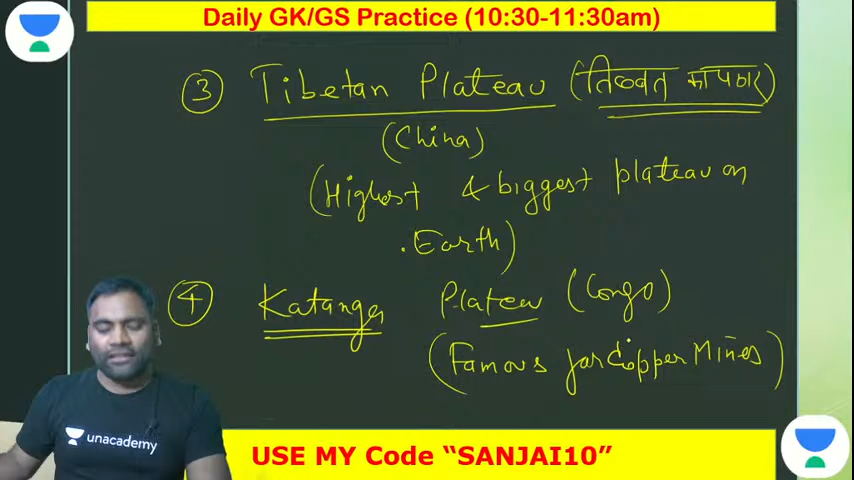 Daily GK/GS Practice (10:30-11:30am)
③ Tibetan Plateau (तिब्बत का पठार)
(China)
(Highest & biggest plateau on
Earth)
④ Katanga Plateu (Congo)
(Famous for Copper Mines)
unacademy
USE MY Code “SANJAI10”